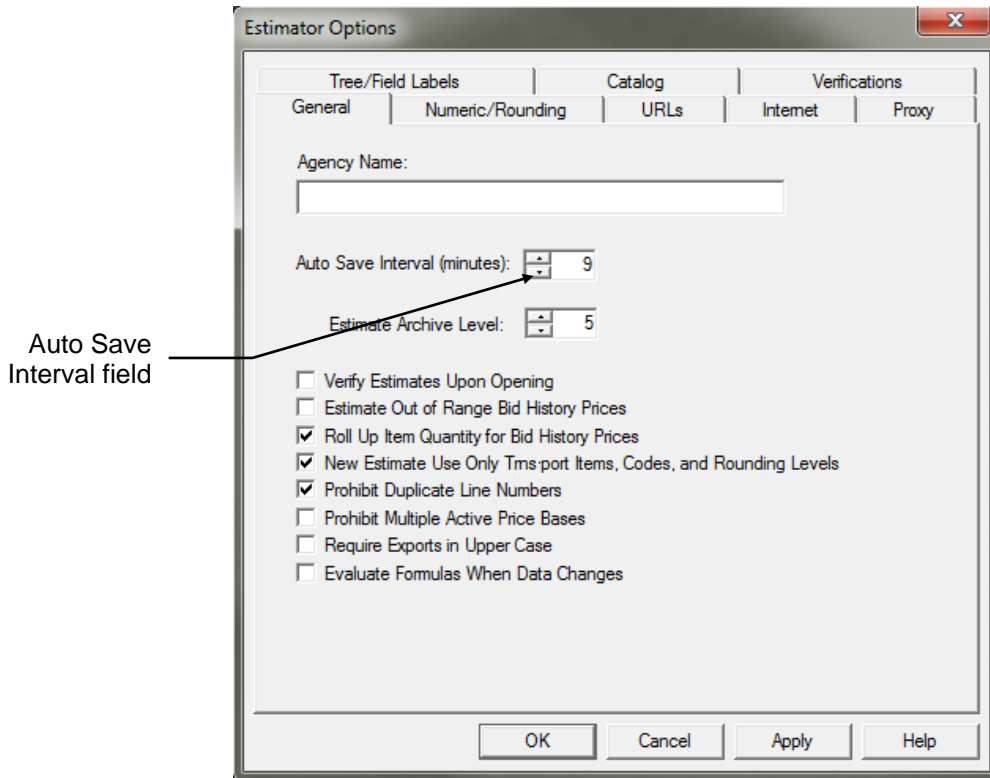 Estimator Options
x
Tree/Field Labels Catalog Verifications
General Numeric/Rounding URLs Internet Proxy
Agency Name:
Auto Save Interval (minutes): 9
Estimate Archive Level: 5
Auto Save
Interval field
Verify Estimates Upon Opening
Estimate Out of Range Bid History Prices
Roll Up Item Quantity for Bid History Prices
New Estimate Use Only Trns·port Items, Codes, and Rounding Levels
Prohibit Duplicate Line Numbers
Prohibit Multiple Active Price Bases
Require Exports in Upper Case
Evaluate Formulas When Data Changes
OK Cancel Apply Help